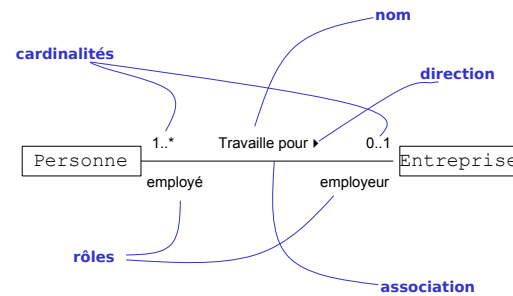 nom
cardinalités
direction
1..* Travaille pour 0..1
Personne Entreprise
employé employeur
rôles
association